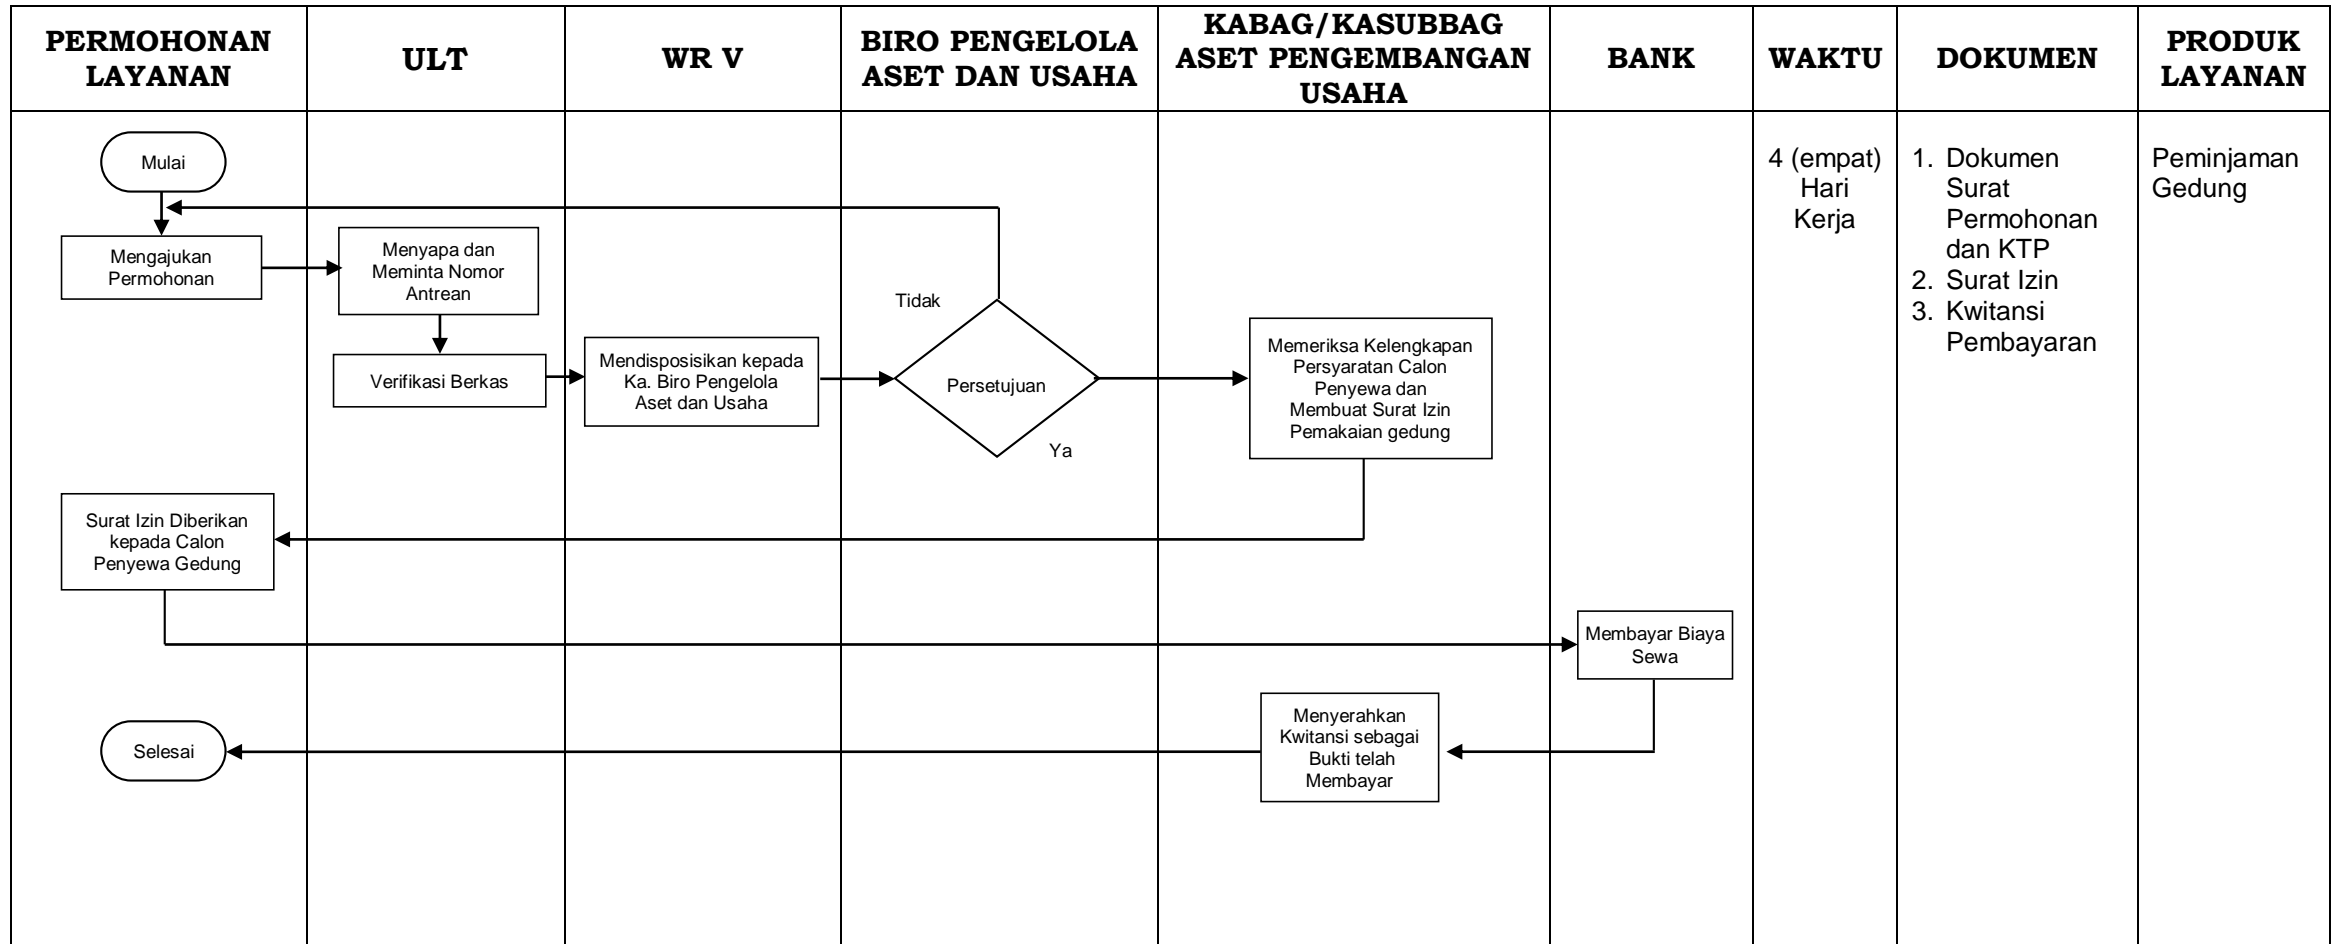 PERMOHONAN
LAYANAN
ULT
WR V
BIRO PENGELOLA
ASET DAN USAHA
KABAG/KASUBBAG
ASET PENGEMBANGAN
USAHA
BANK
WAKTU
DOKUMEN
PRODUK
LAYANAN
Mulai
Mengajukan
Permohonan
Menyapa dan
Meminta Nomor
Antrean
Verifikasi Berkas
Mendisposisikan kepada
Ka. Biro Pengelola
Aset dan Usaha
Tidak
Persetujuan
Ya
Memeriksa Kelengkapan
Persyaratan Calon
Penyewa dan
Membuat Surat Izin
Pemakaian gedung
Surat Izin Diberikan
kepada Calon
Penyewa Gedung
Membayar Biaya
Sewa
Menyerahkan
Kwitansi sebagai
Bukti telah
Membayar
Selesai
4 (empat)
Hari
Kerja
1. Dokumen
Surat
Permohonan
dan KTP
2. Surat Izin
3. Kwitansi
Pembayaran
Peminjaman
Gedung